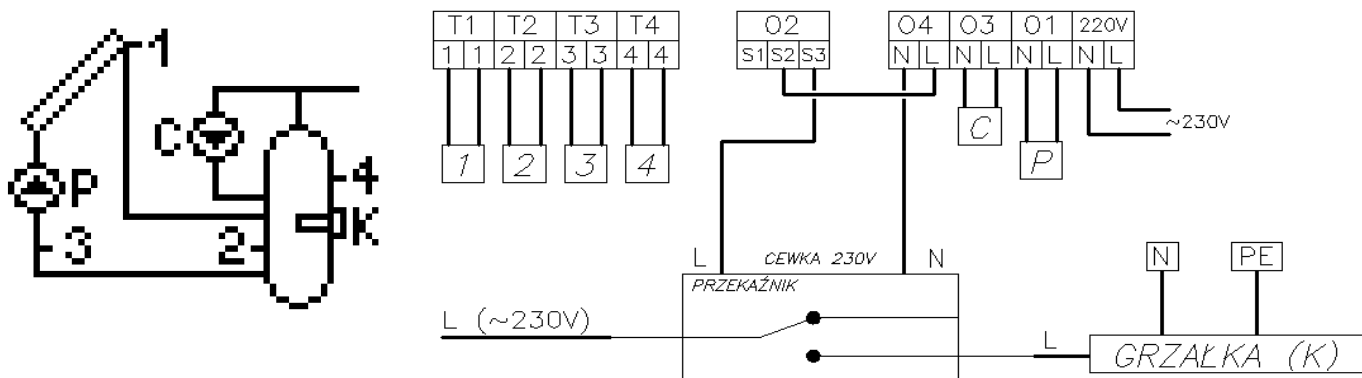 1
C
P
4
K
3
2
T1 T2 T3 T4
1 1 2 2 3 3 4 4
1 2 3 4
O2
S1 S2 S3
O4 O3 O1 220V
N L N L N L N L
C
P
~230V
L CEWKA 230V N
PRZEKAŹNIK
L (~230V)
L
N PE
GRZAŁKA (K)